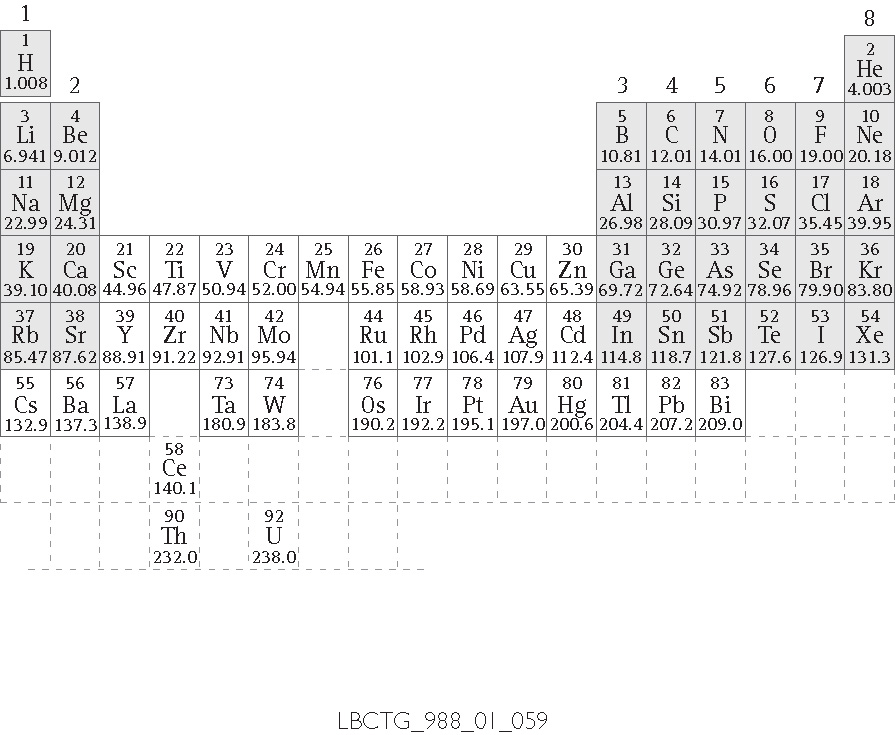 1
8
1
2
H
He
1.008
4.003
2
3 4 5 6 7
3 4 5 6 7 8 9 10
Li Be B C N O F Ne
6.941 9.012 10.81 12.01 14.01 16.00 19.00 20.18
11 12 13 14 15 16 17 18
Na Mg Al Si P S Cl Ar
22.99 24.31 26.98 28.09 30.97 32.07 35.45 39.95
19 20 21 22 23 24 25 26 27 28 29 30 31 32 33 34 35 36
K Ca Sc Ti V Cr Mn Fe Co Ni Cu Zn Ga Ge As Se Br Kr
39.10 40.08 44.96 47.87 50.94 52.00 54.94 55.85 58.93 58.69 63.55 65.39 69.72 72.64 74.92 78.96 79.90 83.80
37 38 39 40 41 42 44 45 46 47 48 49 50 51 52 53 54
Rb Sr Y Zr Nb Mo Ru Rh Pd Ag Cd In Sn Sb Te I Xe
85.47 87.62 88.91 91.22 92.91 95.94 101.1 102.9 106.4 107.9 112.4 114.8 118.7 121.8 127.6 126.9 131.3
55 56 57 73 74 76 77 78 79 80 81 82 83
Cs Ba La Ta W Os Ir Pt Au Hg Tl Pb Bi
132.9 137.3 138.9 180.9 183.8 190.2 192.2 195.1 197.0 200.6 204.4 207.2 209.0
58
Ce
140.1
90 92
Th U
232.0 238.0
LBCTG_988_01_059